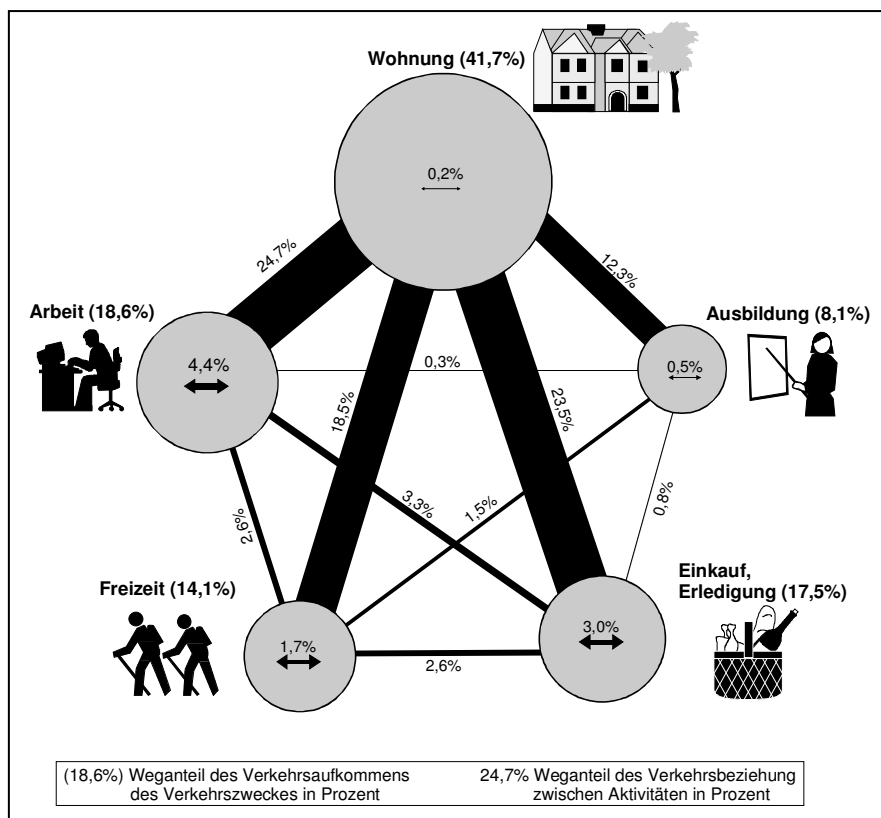 Wohnung (41,7%)
0,2%
24,7%
12,3%
Arbeit (18,6%)
Ausbildung (8,1%)
4,4%
0,3%
0,5%
18,5%
23,5%
3,3%
1,5%
2,6%
0,8%
Freizeit (14,1%)
Einkauf,
Erledigung (17,5%)
1,7%
3,0%
2,6%
(18,6%) Weganteil des Verkehrsaufkommens
des Verkehrszweckes in Prozent
24,7% Weganteil des Verkehrsbeziehung
zwischen Aktivitäten in Prozent